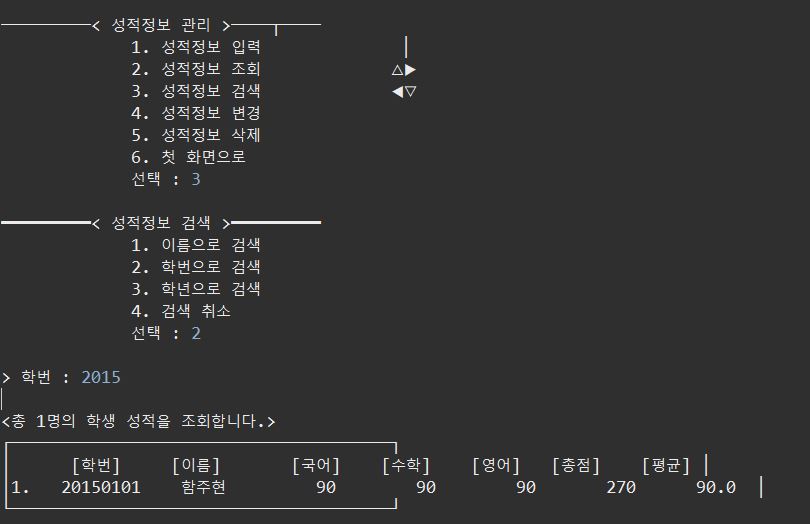 < 성적정보 관리 >
1. 성적정보 입력
2. 성적정보 조회 △▶
3. 성적정보 검색 ◀▽
4. 성적정보 변경
5. 성적정보 삭제
6. 첫 화면으로
선택 : 3
< 성적정보 검색 >
1. 이름으로 검색
2. 학번으로 검색
3. 학년으로 검색
4. 검색 취소
선택 : 2
> 학번 : 2015
<총 1명의 학생 성적을 조회합니다.>
[학번] [이름] [국어] [수학] [영어] [총점] [평균]
1. 20150101 함주현 90 90 90 270 90.0